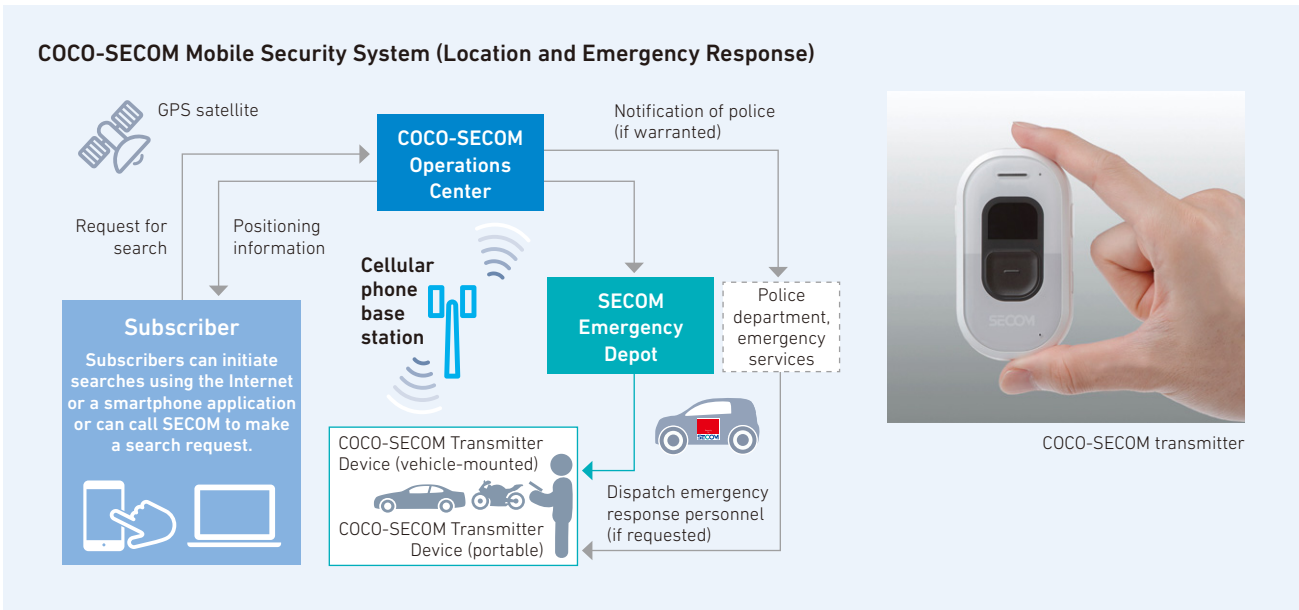 COCO-SECOM Mobile Security System (Location and Emergency Response)
GPS satellite
COCO-SECOM
Operations
Center
Notification of police
(if warranted)
Request for
search
Positioning
information
Cellular
phone
base
station
SECOM
Emergency
Depot
Police
department,
emergency
services
Subscriber
Subscribers can initiate
searches using the Internet
or a smartphone application
or can call SECOM to make
a search request.
SECOM
COCO-SECOM Transmitter
Device (vehicle-mounted)
COCO-SECOM Transmitter
Device (portable)
Dispatch emergency
response personnel
(if requested)
SECOM
COCO-SECOM transmitter